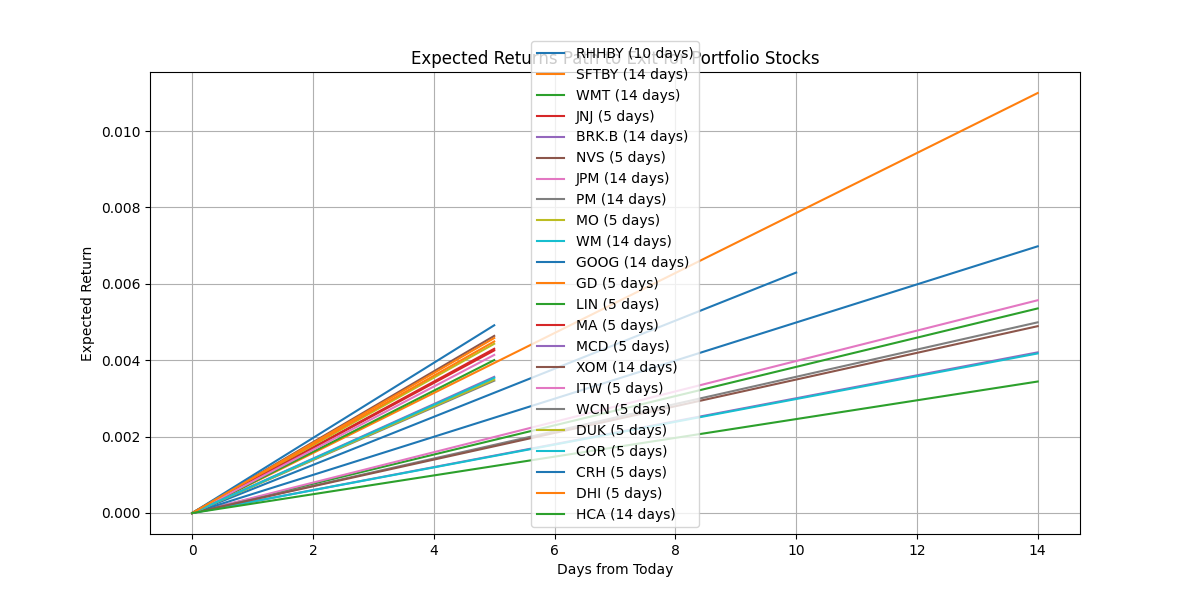 Expected Returns Path to Exit for Portfolio Stocks
RHHBY (10 days)
SFTBY (14 days)
WMT (14 days)
JNJ (5 days)
BRK.B (14 days)
NVS (5 days)
JPM (14 days)
PM (14 days)
MO (5 days)
WM (14 days)
GOOG (14 days)
GD (5 days)
LIN (5 days)
MA (5 days)
MCD (5 days)
XOM (14 days)
ITW (5 days)
WCN (5 days)
DUK (5 days)
COR (5 days)
CRH (5 days)
DHI (5 days)
HCA (14 days)
Expected Return
0.010
0.008
0.006
0.004
0.002
0.000
0 2 4 6 8 10 12 14
Days from Today